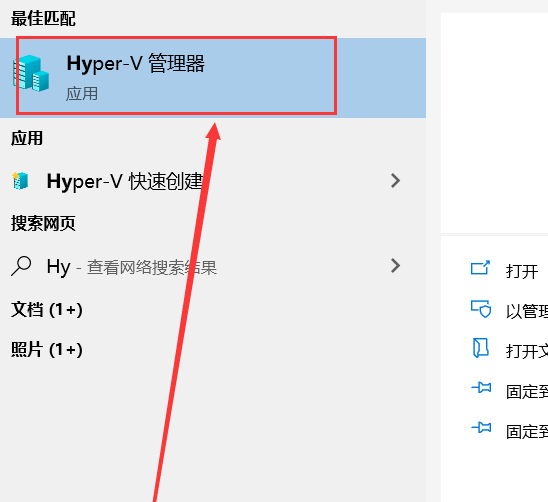 最佳匹配
Hyper-V 管理器
应用
应用
Hyper-V 快速创建
搜索网页
Hy - 查看网络搜索结果
文档 (1+)
照片 (1+)
打开
以管理
打开文
固定到
固定到